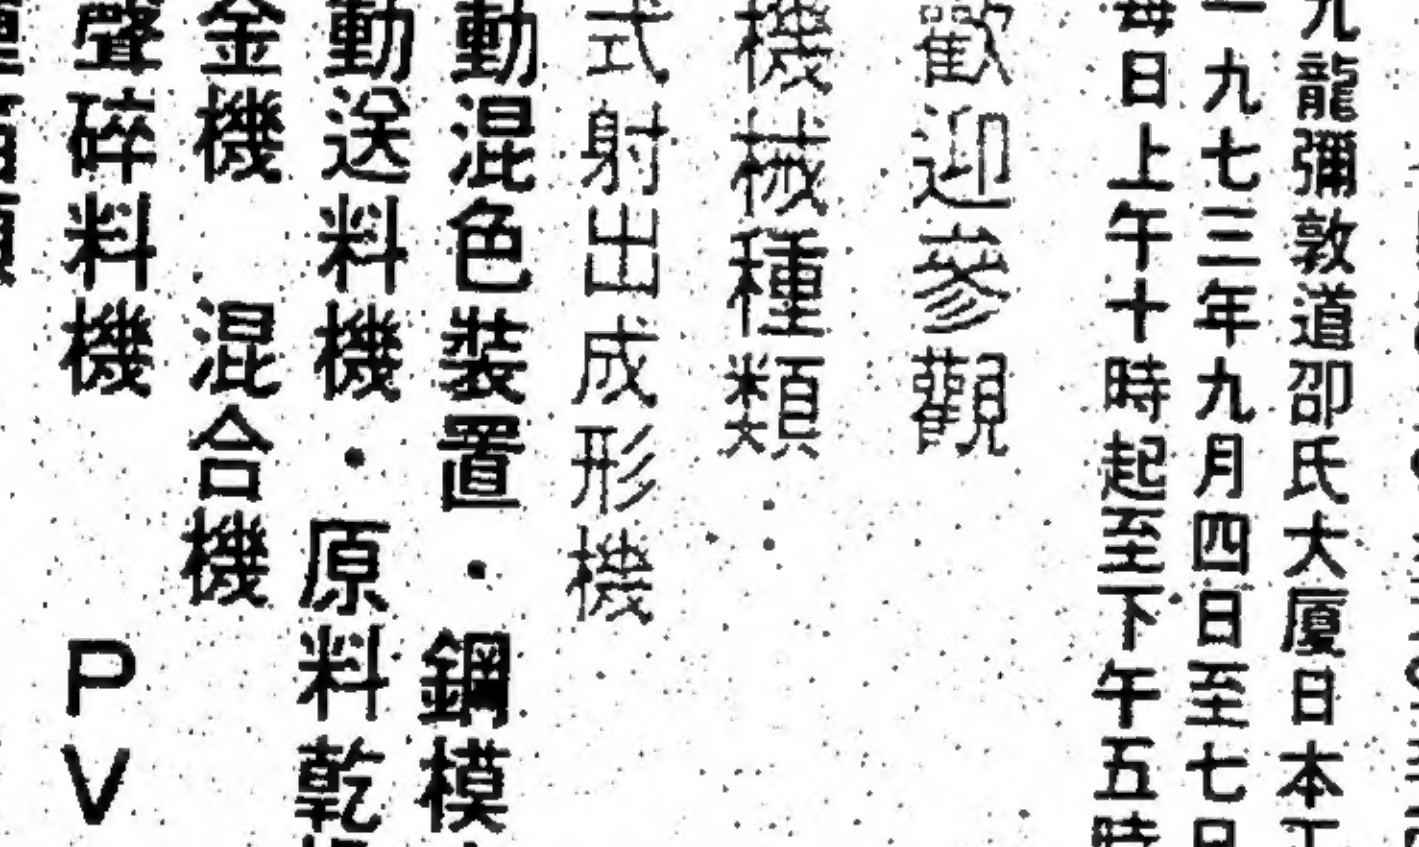 九龍彌敦道邵氏大廈日本工
一九七三年九月四日至七日
每日上午十時起至下午五時
歡迎參觀
機械種類：
式射出成形機
動混色裝置・鋼模
動送料機・原料乾
金機　混合機
聲碎料機　PV